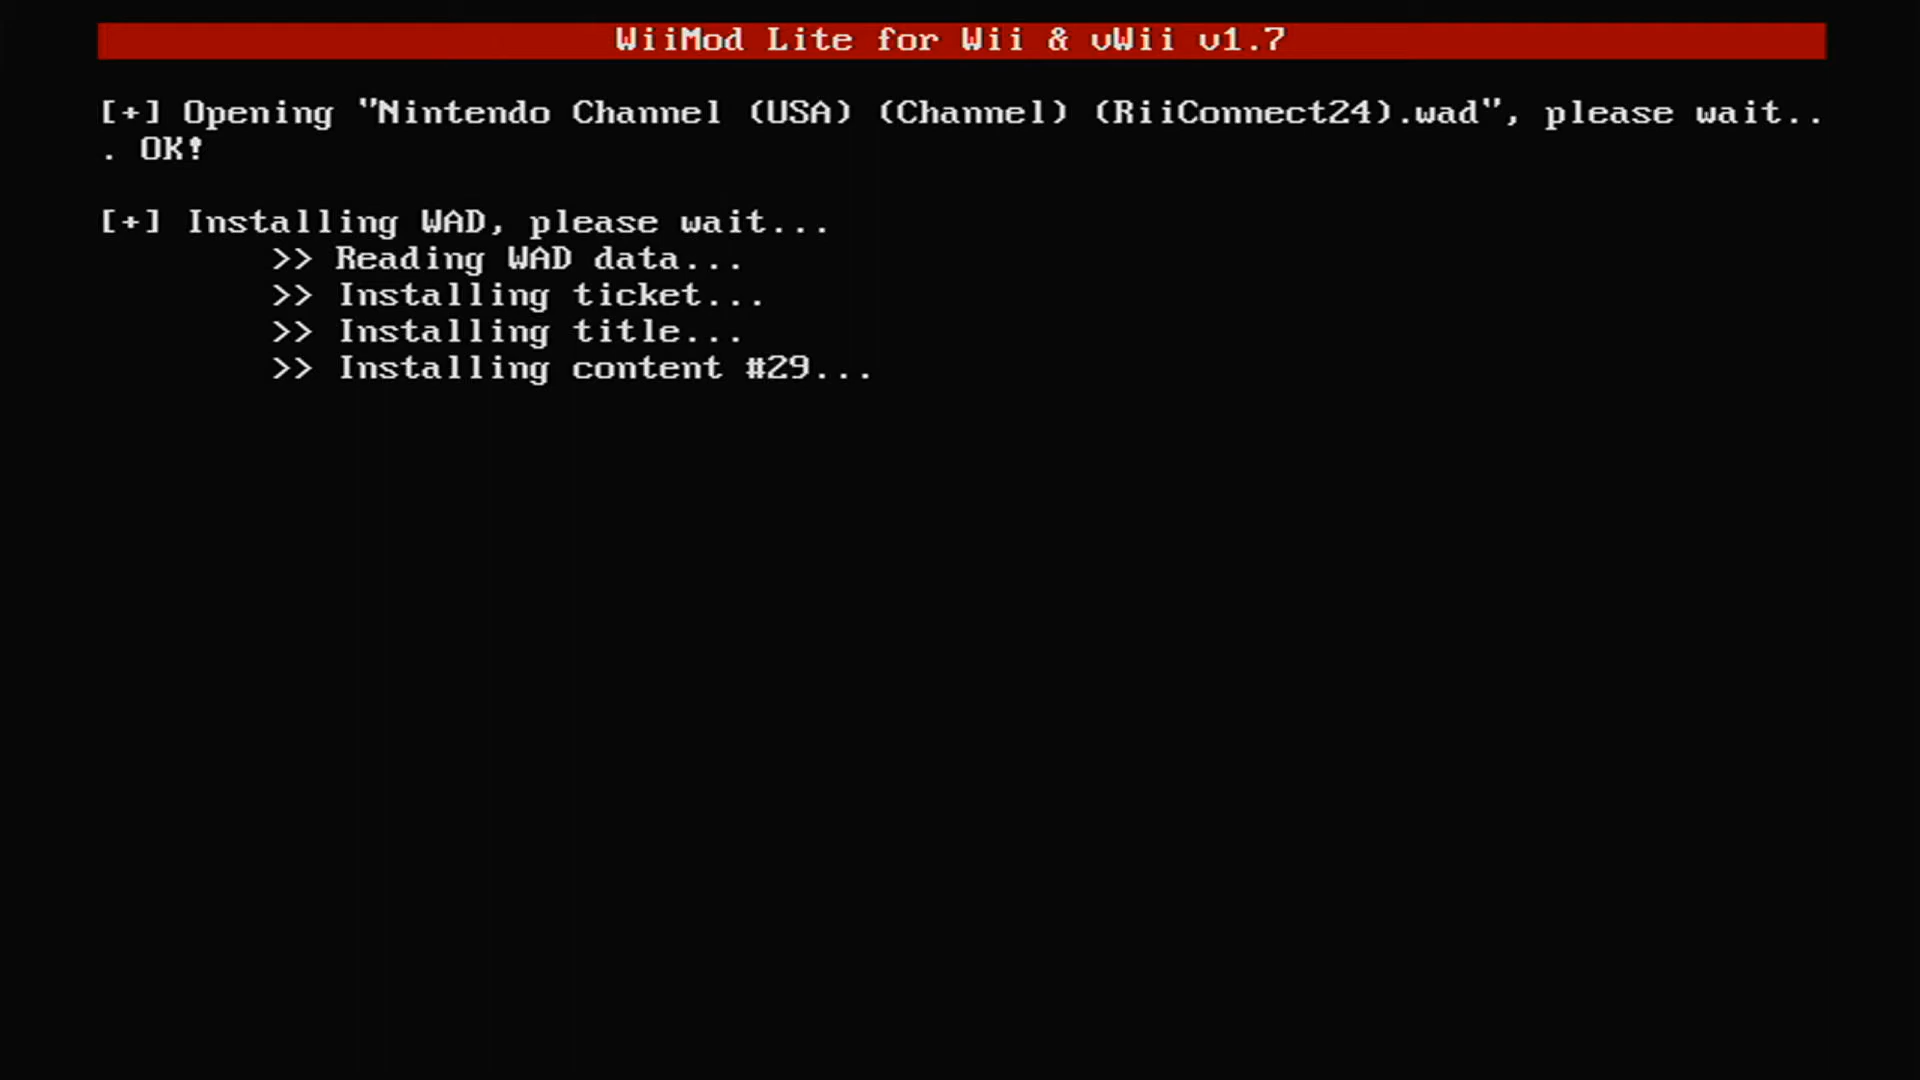 WiiMod Lite for Wii & vWii v1.7
[+] Opening "Nintendo Channel (USA) (Channel) (RiiConnect24).wad", please wait..
. OK!
[+] Installing WAD, please wait...
>> Reading WAD data...
>> Installing ticket...
>> Installing title...
>> Installing content #29...